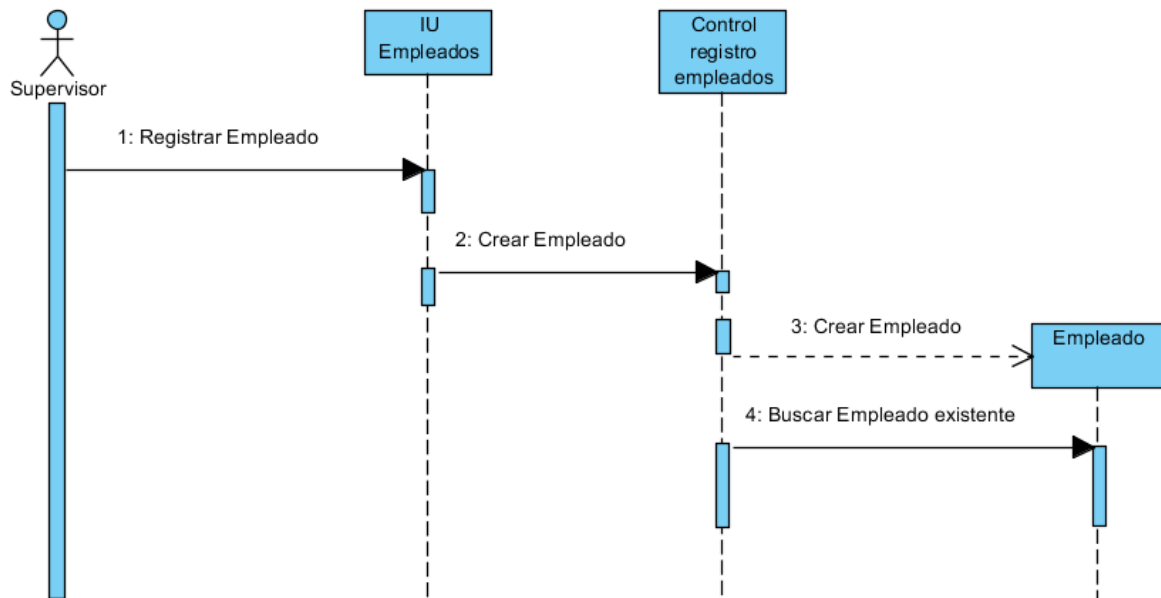 IU
Empleados
Control
registro
empleados
Supervisor
1: Registrar Empleado
2: Crear Empleado
3: Crear Empleado
Empleado
4: Buscar Empleado existente